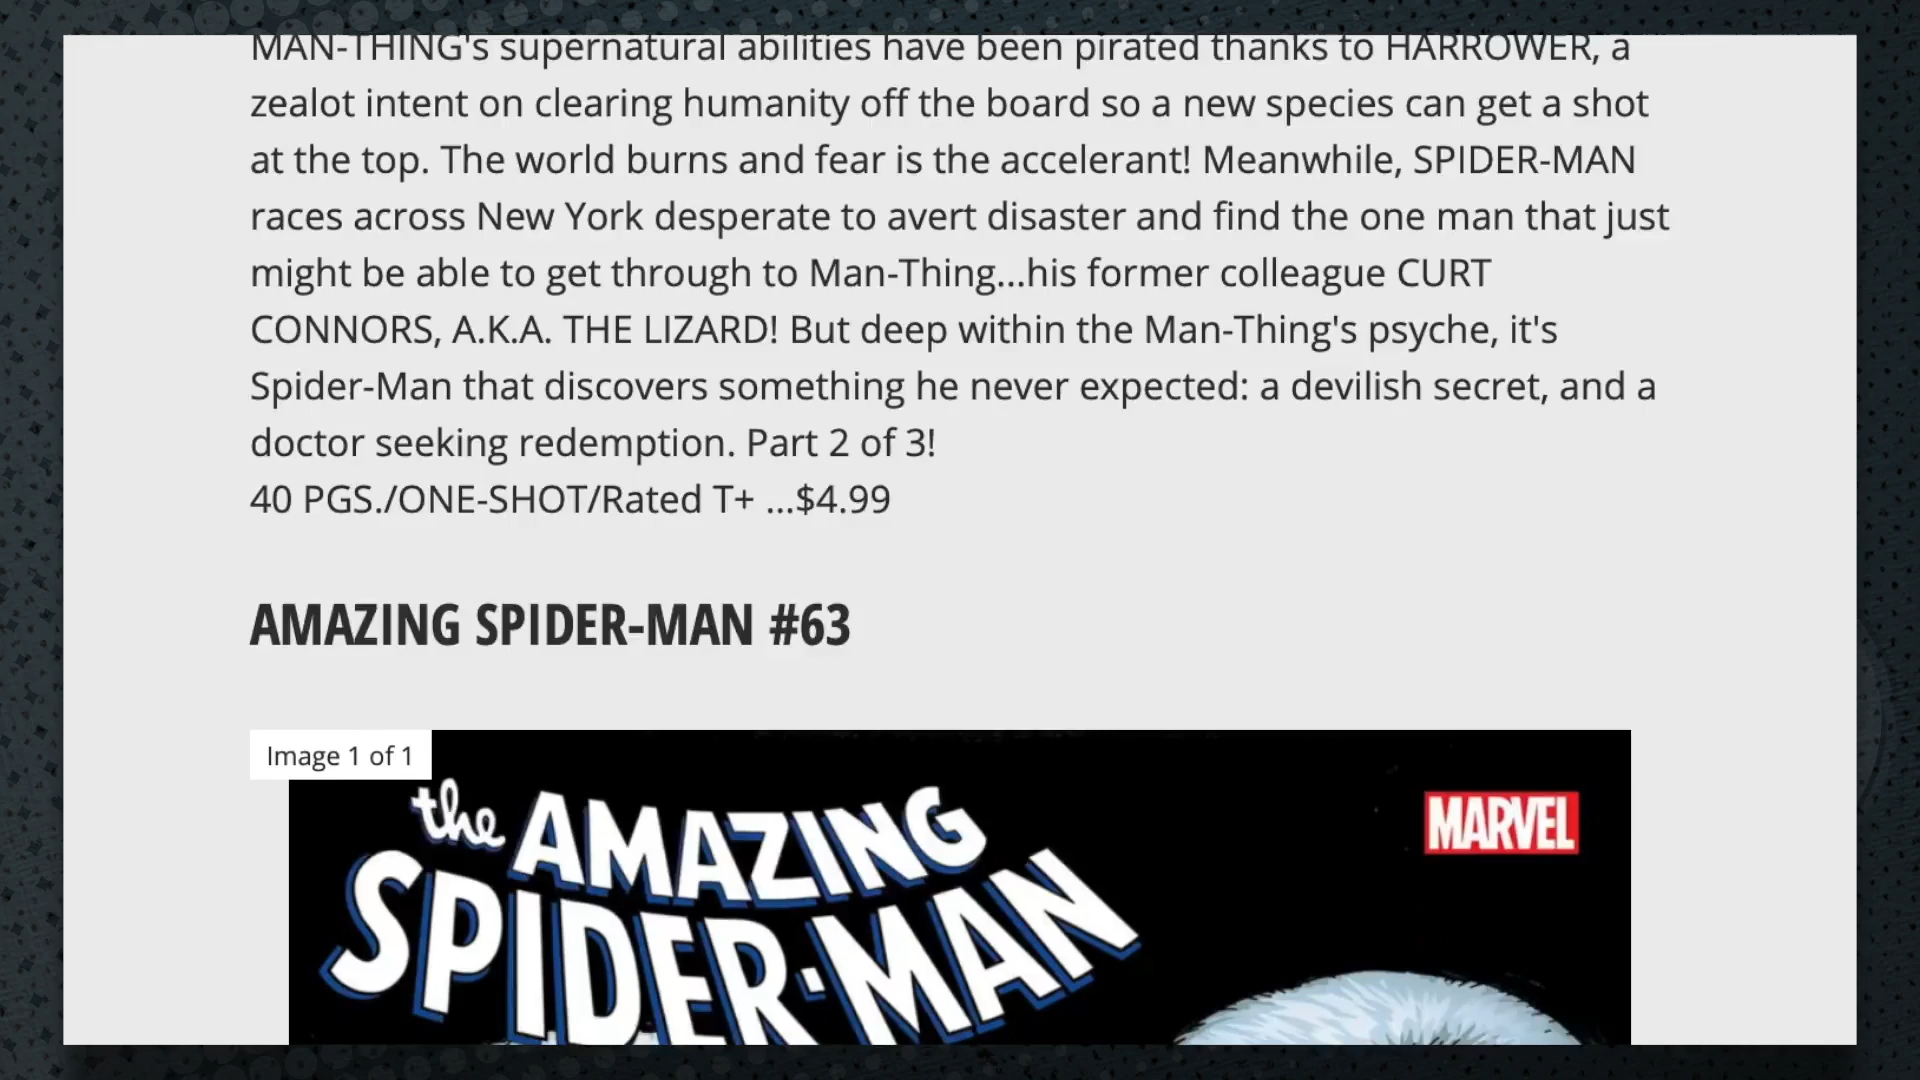 MAN-THING's supernatural abilities have been pirated thanks to HARROWER, a
zealot intent on clearing humanity off the board so a new species can get a shot
at the top. The world burns and fear is the accelerant! Meanwhile, SPIDER-MAN
races across New York desperate to avert disaster and find the one man that just
might be able to get through to Man-Thing...his former colleague CURT
CONNORS, A.K.A. THE LIZARD! But deep within the Man-Thing's psyche, it's
Spider-Man that discovers something he never expected: a devilish secret, and a
doctor seeking redemption. Part 2 of 3!
40 PGS./ONE-SHOT/Rated T+ ...$4.99
AMAZING SPIDER-MAN #63
Image 1 of 1
the AMAZING
SPIDER-MAN
MARVEL